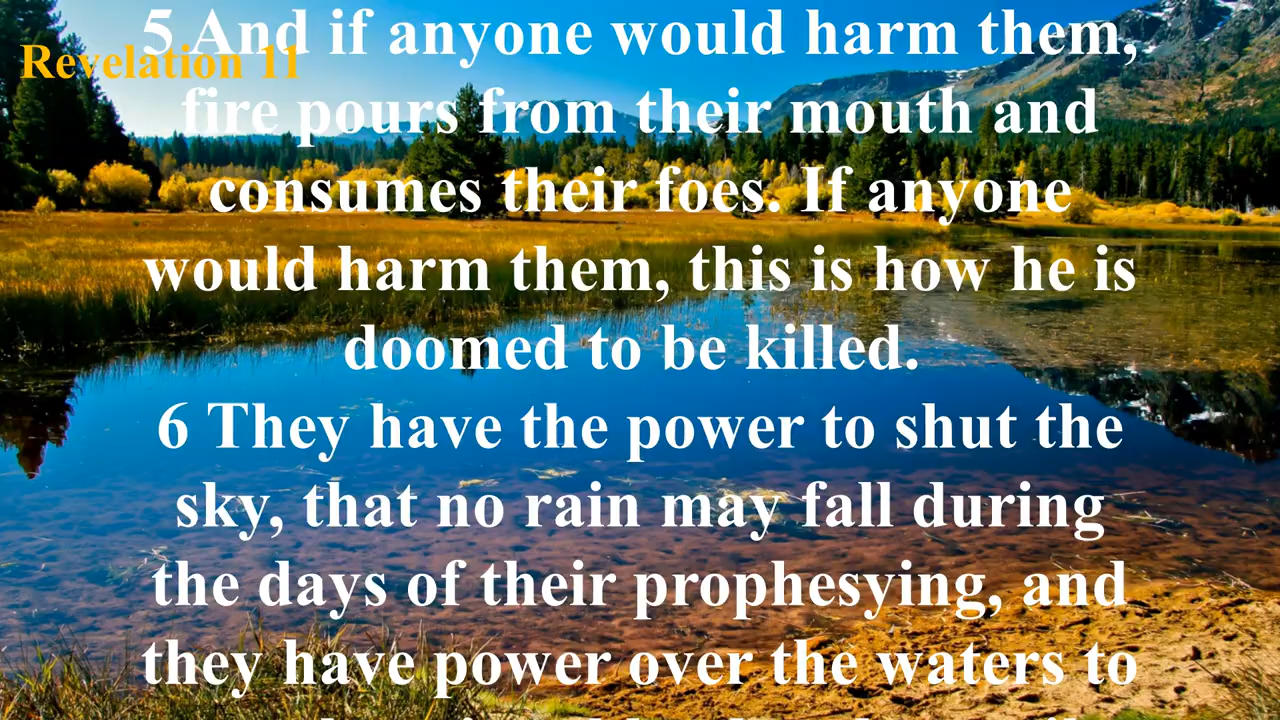 5 And if anyone would harm them,
Revelation 11
fire pours from their mouth and
consumes their foes. If anyone
would harm them, this is how he is
doomed to be killed.
6 They have the power to shut the
sky, that no rain may fall during
the days of their prophesying, and
they have power over the waters to